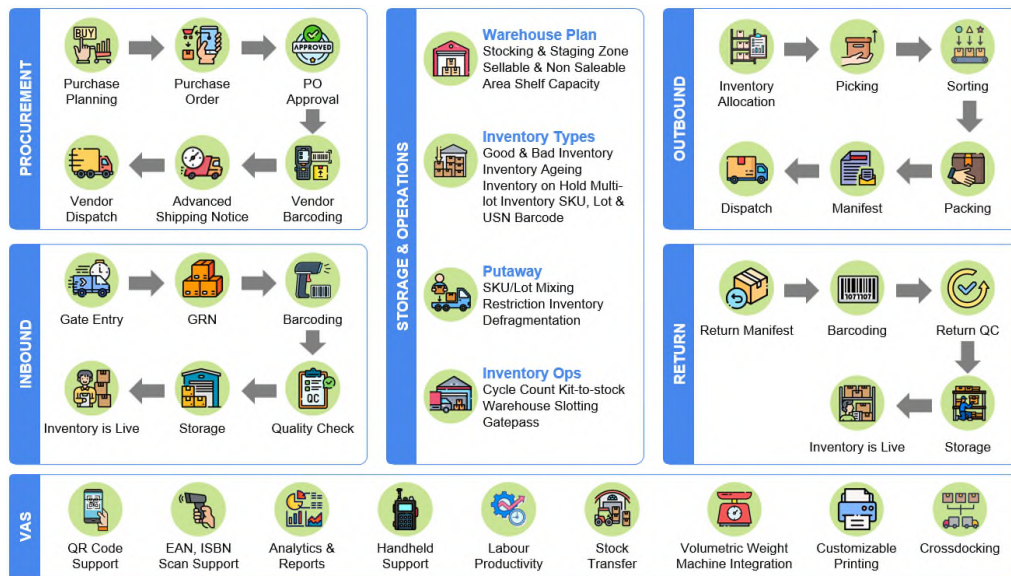 PROCUREMENT
BUY
APPROVED
Purchase
Planning
Purchase
Order
PO
Approval
Vendor
Dispatch
Advanced
Shipping Notice
Vendor
Barcoding
INBOUND
Gate Entry
GRN
Barcoding
QC
Inventory is Live
Storage
Quality Check
STORAGE & OPERATIONS
Warehouse Plan
Stocking & Staging Zone
Sellable & Non Saleable
Area Shelf Capacity
Inventory Types
Good & Bad Inventory
Inventory Ageing
Inventory on Hold Multi-
lot Inventory SKU, Lot &
USN Barcode
Putaway
SKU/Lot Mixing
Restriction Inventory
Defragmentation
Inventory Ops
Cycle Count Kit-to-stock
Warehouse Slotting
Gatepass
OUTBOUND
Inventory
Allocation
Picking
Sorting
Dispatch
Manifest
Packing
RETURN
1071107
Return Manifest
Barcoding
Return QC
Inventory is Live
Storage
VAS
QR Code
Support
EAN, ISBN
Scan Support
Analytics &
Reports
Handheld
Support
Labour
Productivity
Stock
Transfer
Volumetric Weight
Machine Integration
Customizable
Printing
Crossdocking